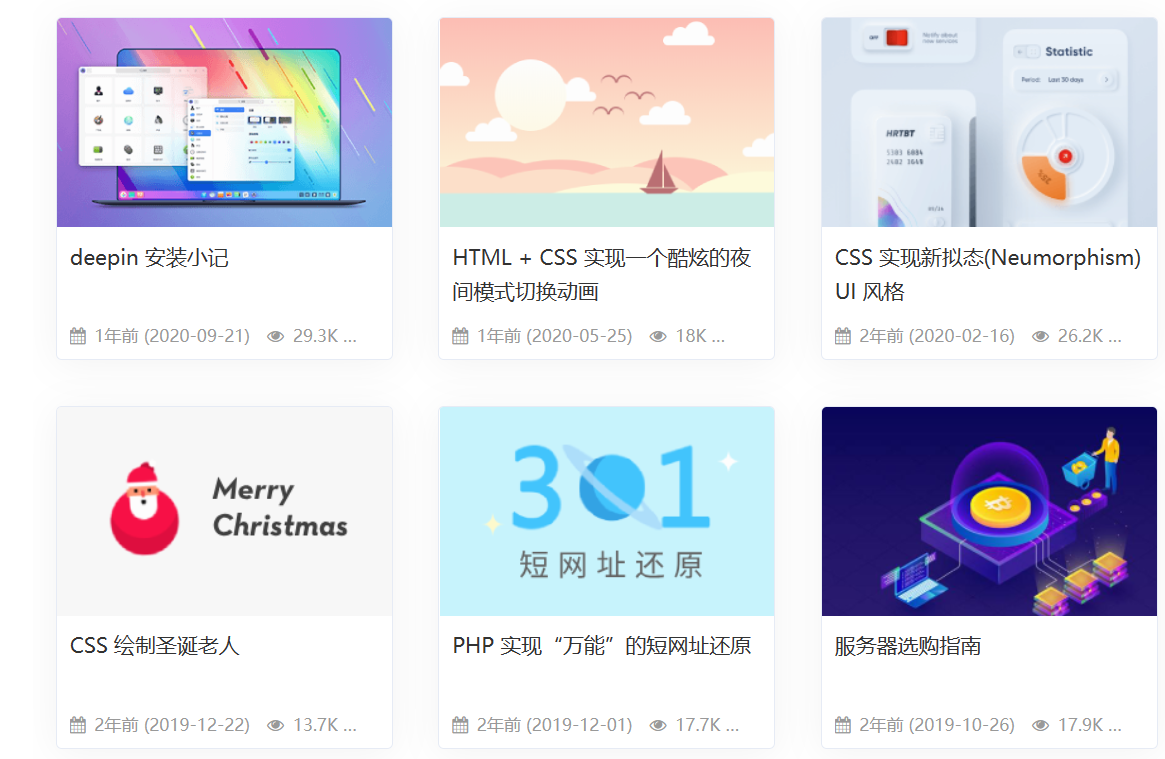 OFF
Notify about
new services
Statistic
Period:
Last 30 days
HRTBT
5303 6084
2402 3649
05/24
25%
deepin 安装小记
1年前 (2020-09-21) 29.3K ...
HTML + CSS 实现一个酷炫的夜
间模式切换动画
1年前 (2020-05-25) 18K ...
CSS 实现新拟态(Neumorphism)
UI 风格
2年前 (2020-02-16) 26.2K ...
Merry
Christmas
301
短网址还原
CSS 绘制圣诞老人
2年前 (2019-12-22) 13.7K ...
PHP 实现“万能”的短网址还原
2年前 (2019-12-01) 17.7K ...
服务器选购指南
2年前 (2019-10-26) 17.9K ...